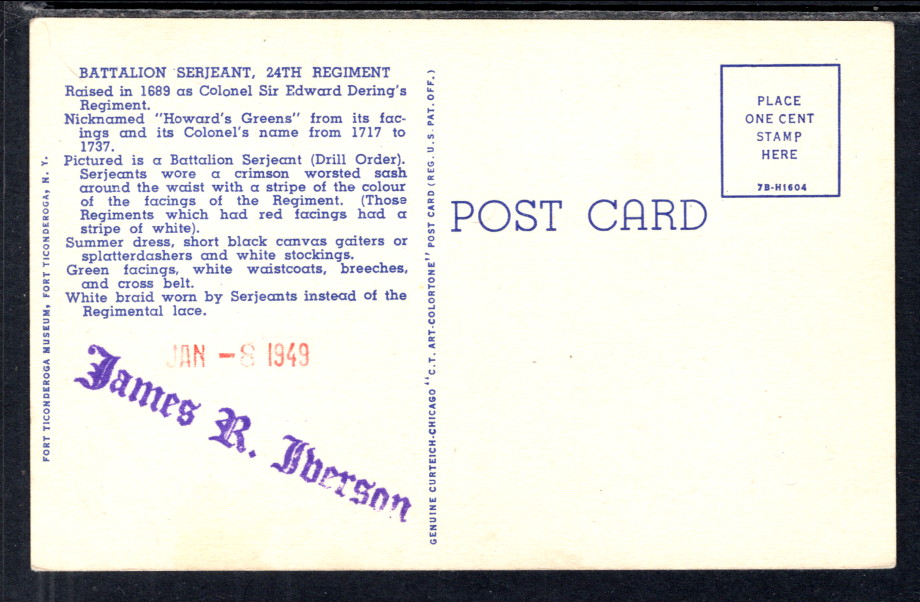 BATTALION SERJEANT, 24TH REGIMENT
Raised in 1689 as Colonel Sir Edward Dering's
Regiment.
Nicknamed "Howard's Greens" from its fac-
ings and its Colonel's name from 1717 to
1737.
Pictured is a Battalion Serjeant (Drill Order).
Serjeants wore a crimson worsted sash
around the waist with a stripe of the colour
of the facings of the Regiment. (Those
Regiments which had red facings had a
stripe of white).
Summer dress, short black canvas gaiters or
splatterdashers and white stockings.
Green facings, white waistcoats, breeches,
and cross belt.
White braid worn by Serjeants instead of the
Regimental lace.
JAN -8 1949
James R. Iverson
FORT TICONDEROGA MUSEUM, FORT TICONDEROGA, N. Y.
GENUINE CURTEICH-CHICAGO "C.T. ART-COLORTONE" POST CARD (REG. U.S. PAT. OFF.)
POST CARD
PLACE
ONE CENT
STAMP
HERE
7B-H1604